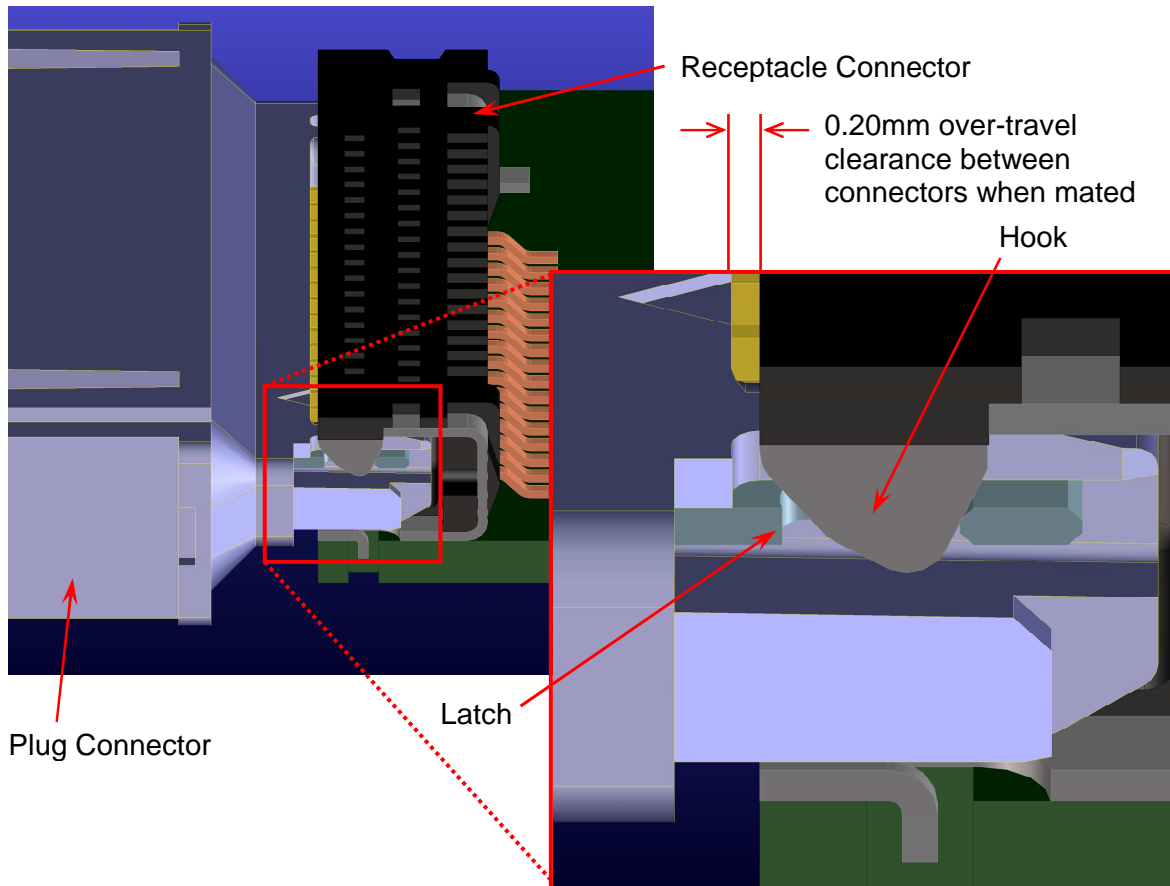 Receptacle Connector
0.20mm over-travel
clearance between
connectors when mated
Hook
Latch
Plug Connector